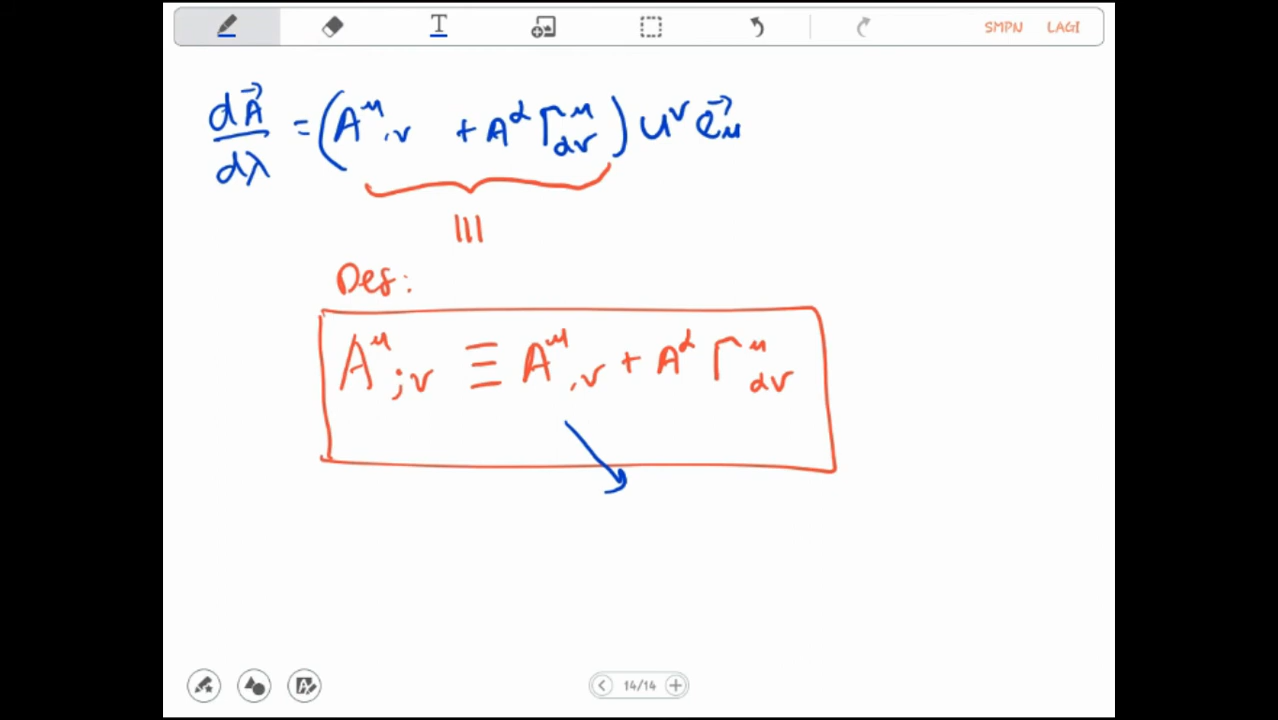 T SMPN LAGI
dA⃗/dλ = (A^μ_,ν + A^α Γ^μ_αν) u^ν e⃗_μ
|||
Def:
A^μ_;ν ≡ A^μ_,ν + A^α Γ^μ_αν
A
14/14